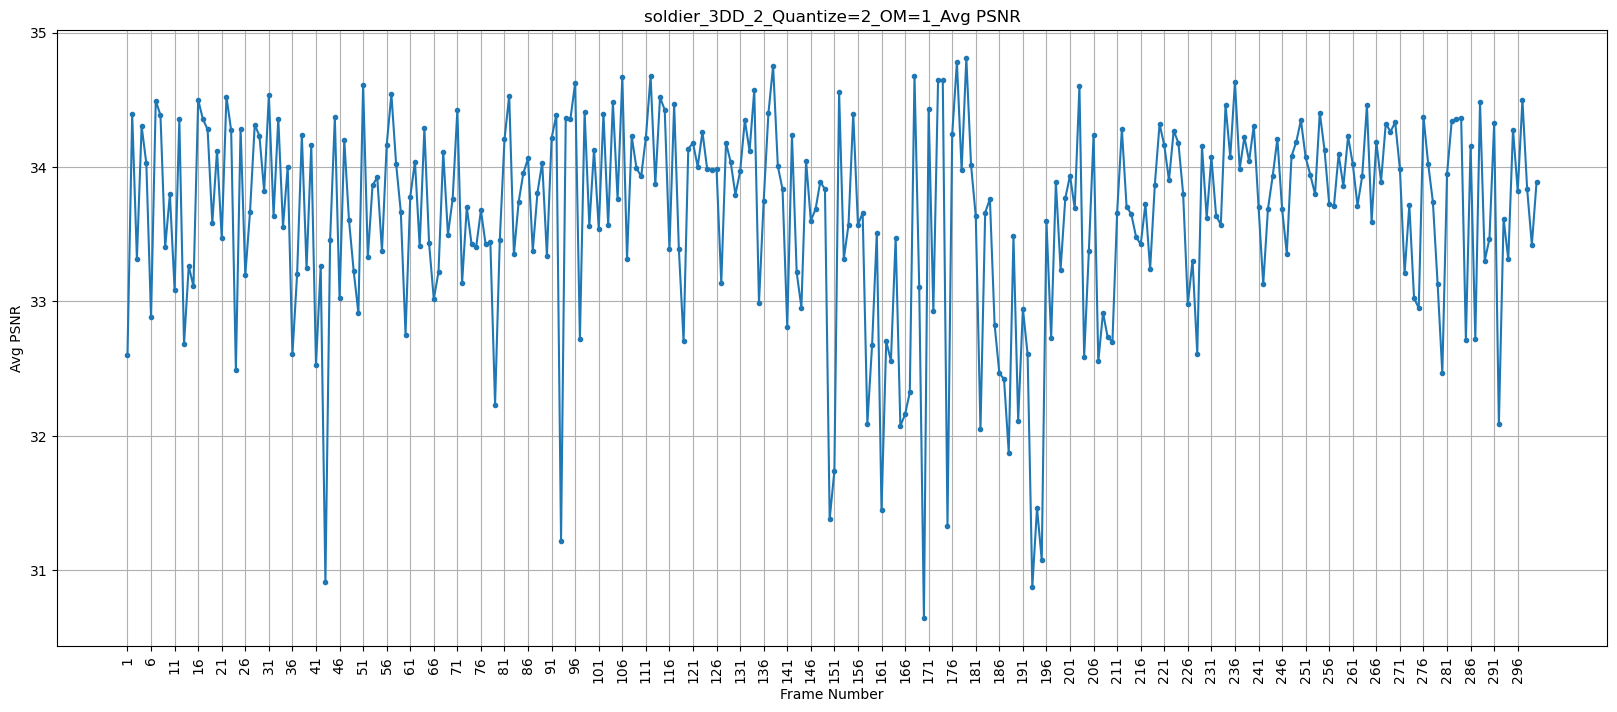 soldier_3DD_2_Quantize=2_OM=1_Avg PSNR
Avg PSNR
35
34
33
32
31
1 6 11 16 21 26 31 36 41 46 51 56 61 66 71 76 81 86 91 96 101 106 111 116 121 126 131 136 141 146 151 156 161 166 171 176 181 186 191 196 201 206 211 216 221 226 231 236 241 246 251 256 261 266 271 276 281 286 291 296
Frame Number